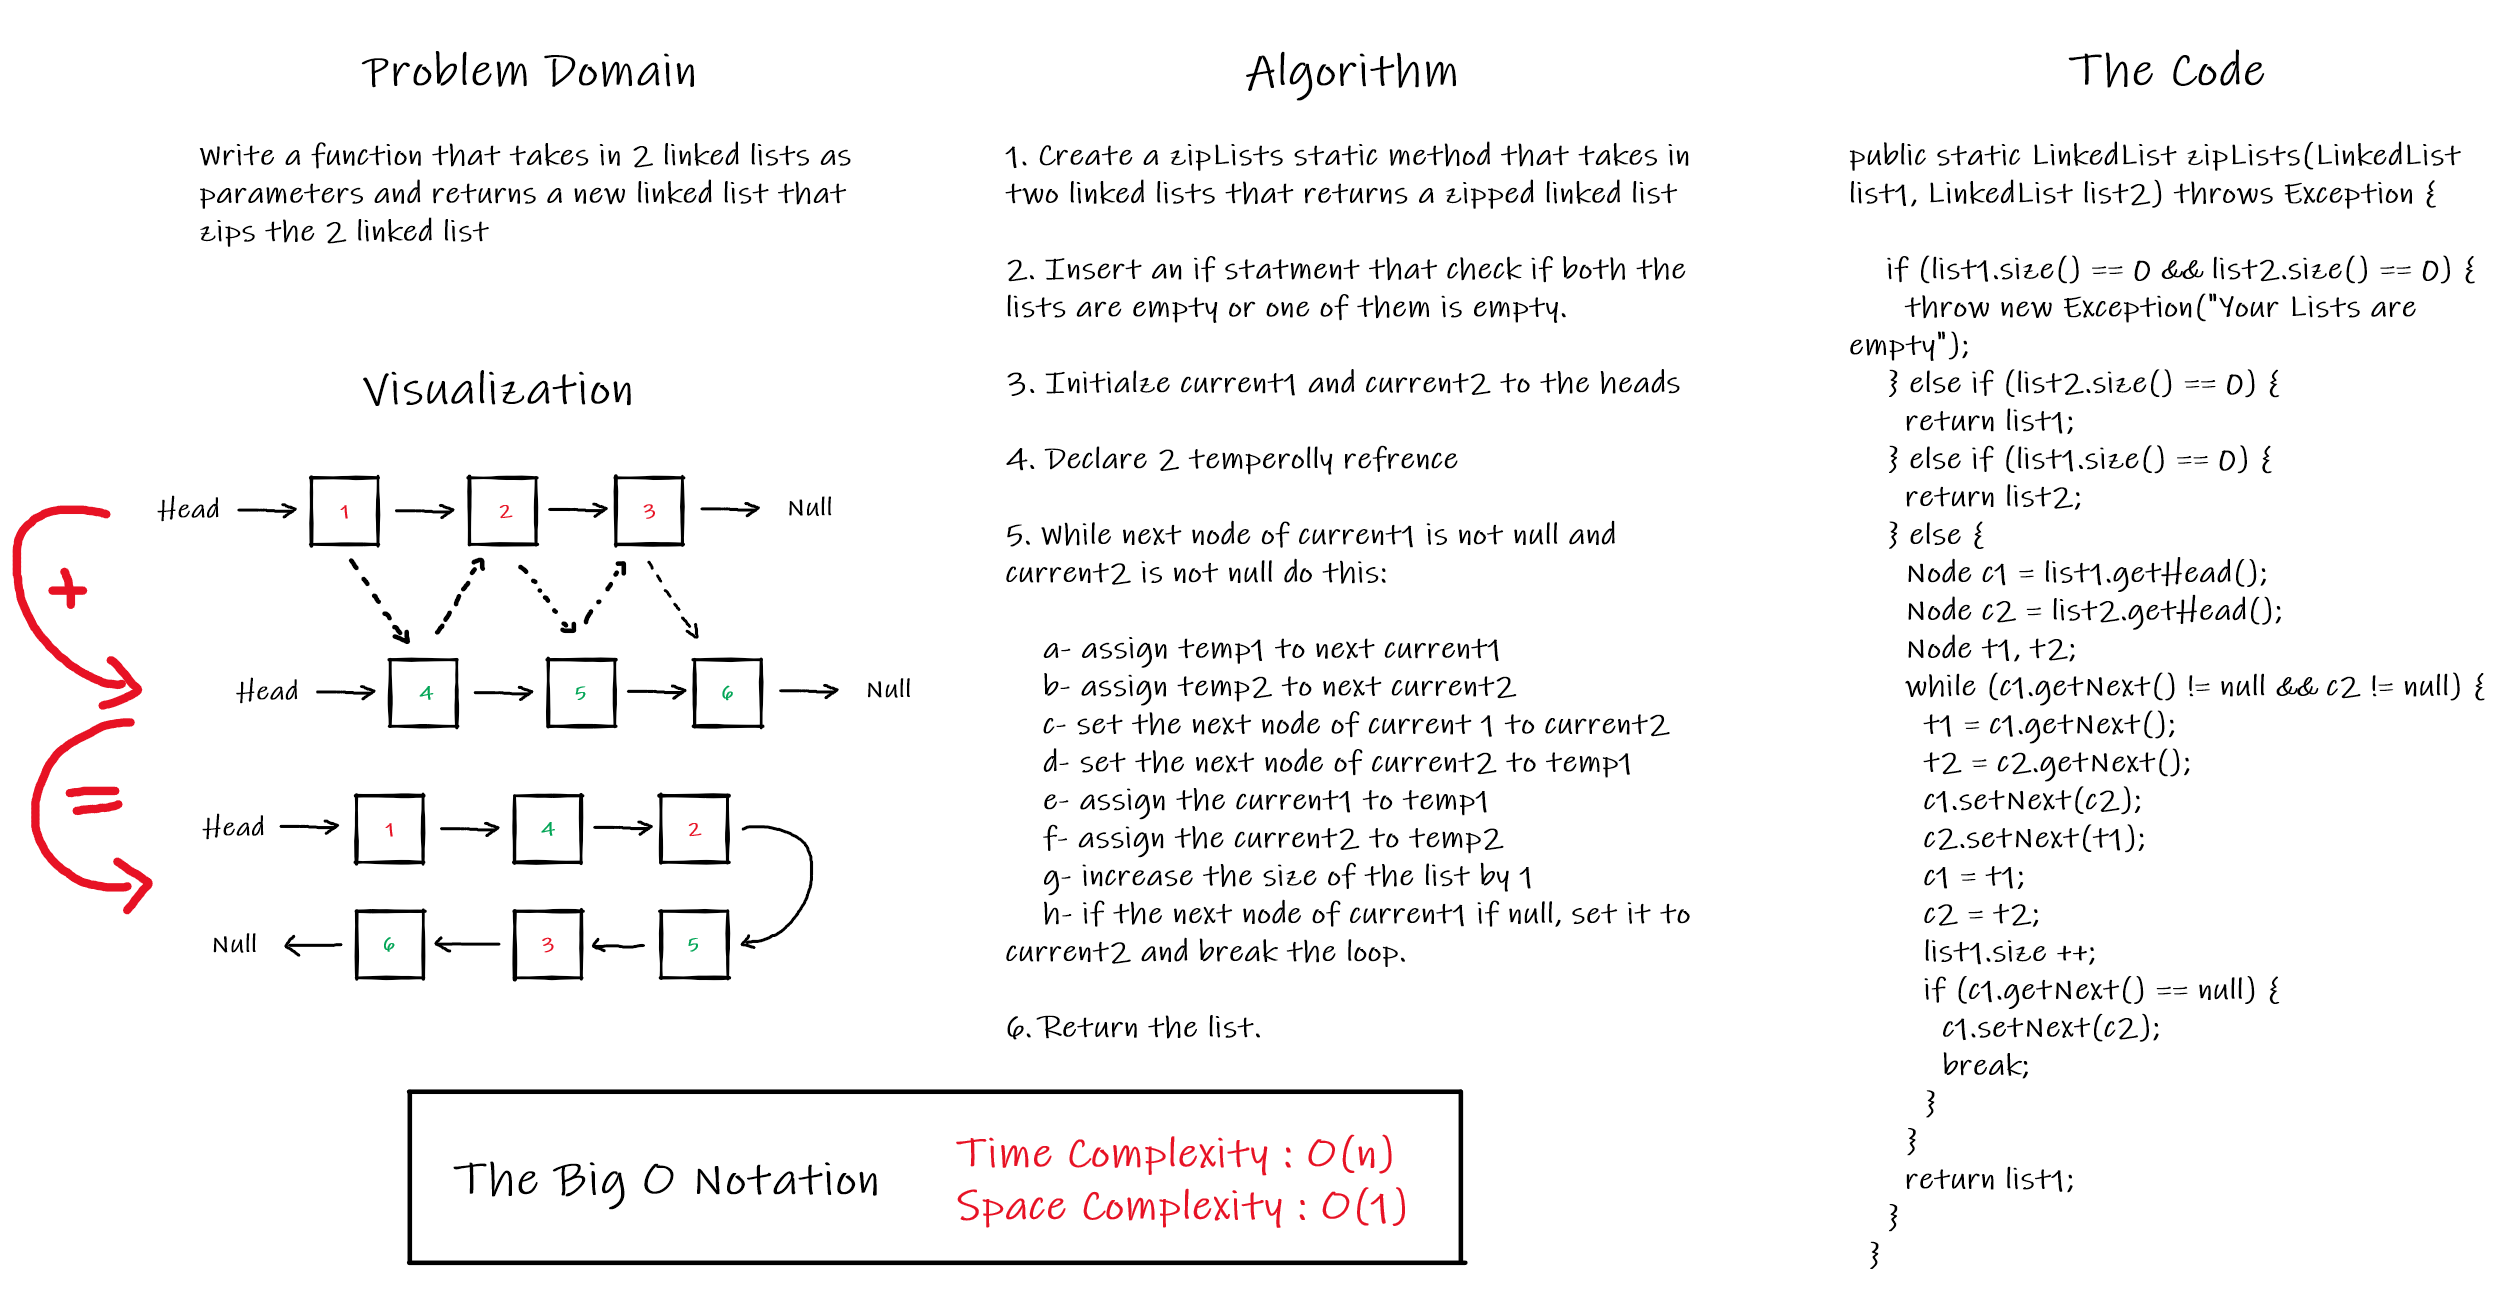 Problem Domain
Write a function that takes in 2 linked lists as
parameters and returns a new linked list that
zips the 2 linked list
Visualization
Head
1
2
3
Null
+
Head
4
5
6
Null
=
Head
1
4
2
Null
6
3
5
Algorithm
1. Create a zipLists static method that takes in
two linked lists that returns a zipped linked list
2. Insert an if statment that check if both the
lists are empty or one of them is empty.
3. Initialze current1 and current2 to the heads
4. Declare 2 temperolly refrence
5. While next node of current1 is not null and
current2 is not null do this:
a- assign temp1 to next current1
b- assign temp2 to next current2
c- set the next node of current 1 to current2
d- set the next node of current2 to temp1
e- assign the current1 to temp1
f- assign the current2 to temp2
g- increase the size of the list by 1
h- if the next node of current1 if null, set it to
current2 and break the loop.
6. Return the list.
The Code
public static LinkedList zipLists(LinkedList
list1, LinkedList list2) throws Exception {
if (list1.size() == 0 && list2.size() == 0) {
throw new Exception("Your Lists are
empty");
} else if (list2.size() == 0) {
return list1;
} else if (list1.size() == 0) {
return list2;
} else {
Node c1 = list1.getHead();
Node c2 = list2.getHead();
Node t1, t2;
while (c1.getNext() != null && c2 != null) {
t1 = c1.getNext();
t2 = c2.getNext();
c1.setNext(c2);
c2.setNext(t1);
c1 = t1;
c2 = t2;
list1.size ++;
if (c1.getNext() == null) {
c1.setNext(c2);
break;
}
}
return list1;
}
}
The Big O Notation
Time Complexity : O(n)
Space Complexity : O(1)